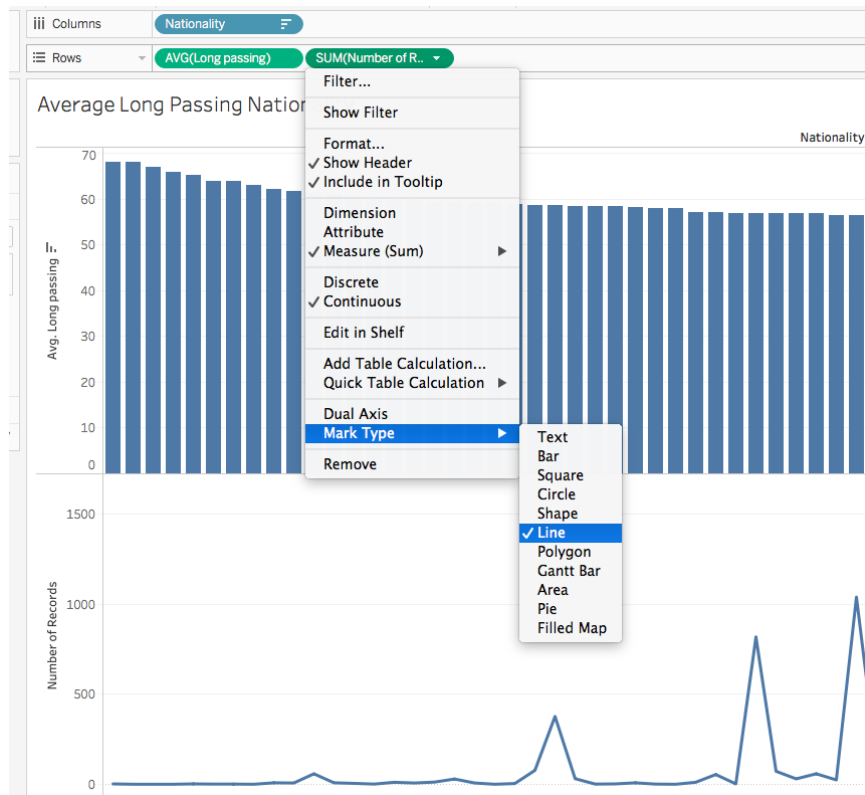 iii Columns
Nationality
Rows
AVG(Long passing)
SUM(Number of R..
Average Long Passing Nation
Nationality
Avg. Long passing
70
60
50
40
30
20
10
0
Number of Records
1500
1000
500
0
Filter...
Show Filter
Format...
✓ Show Header
✓ Include in Tooltip
Dimension
Attribute
✓ Measure (Sum)
Discrete
✓ Continuous
Edit in Shelf
Add Table Calculation...
Quick Table Calculation
Dual Axis
Mark Type
Remove
Text
Bar
Square
Circle
Shape
✓ Line
Polygon
Gantt Bar
Area
Pie
Filled Map